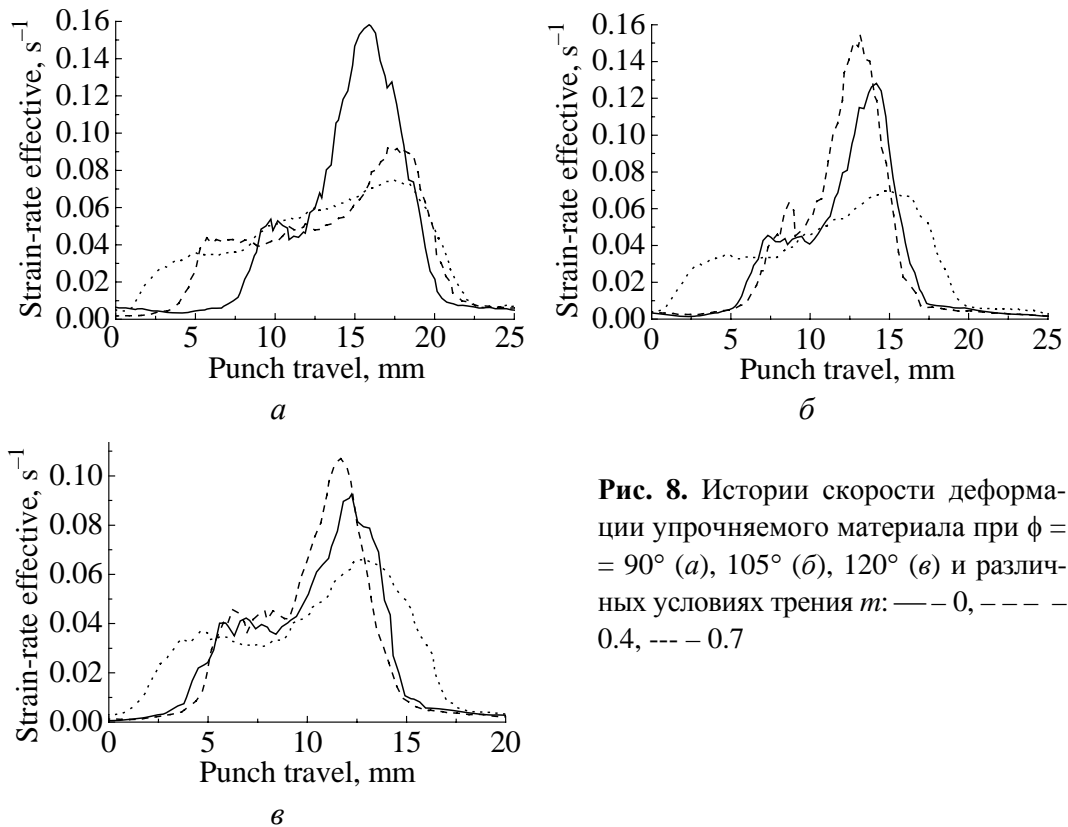 0.16
0.14
0.12
0.10
0.08
0.06
0.04
0.02
0.00
Strain-rate effective, s⁻¹
0 5 10 15 20 25
Punch travel, mm
а
0.16
0.14
0.12
0.10
0.08
0.06
0.04
0.02
0.00
Strain-rate effective, s⁻¹
0 5 10 15 20 25
Punch travel, mm
б
0.10
0.08
0.06
0.04
0.02
0.00
Strain-rate effective, s⁻¹
0 5 10 15 20
Punch travel, mm
в
Рис. 8. Истории скорости деформа-
ции упрочняемого материала при ϕ =
= 90° (а), 105° (б), 120° (в) и различ-
ных условиях трения m: –– – 0, – – – –
0.4, --- – 0.7